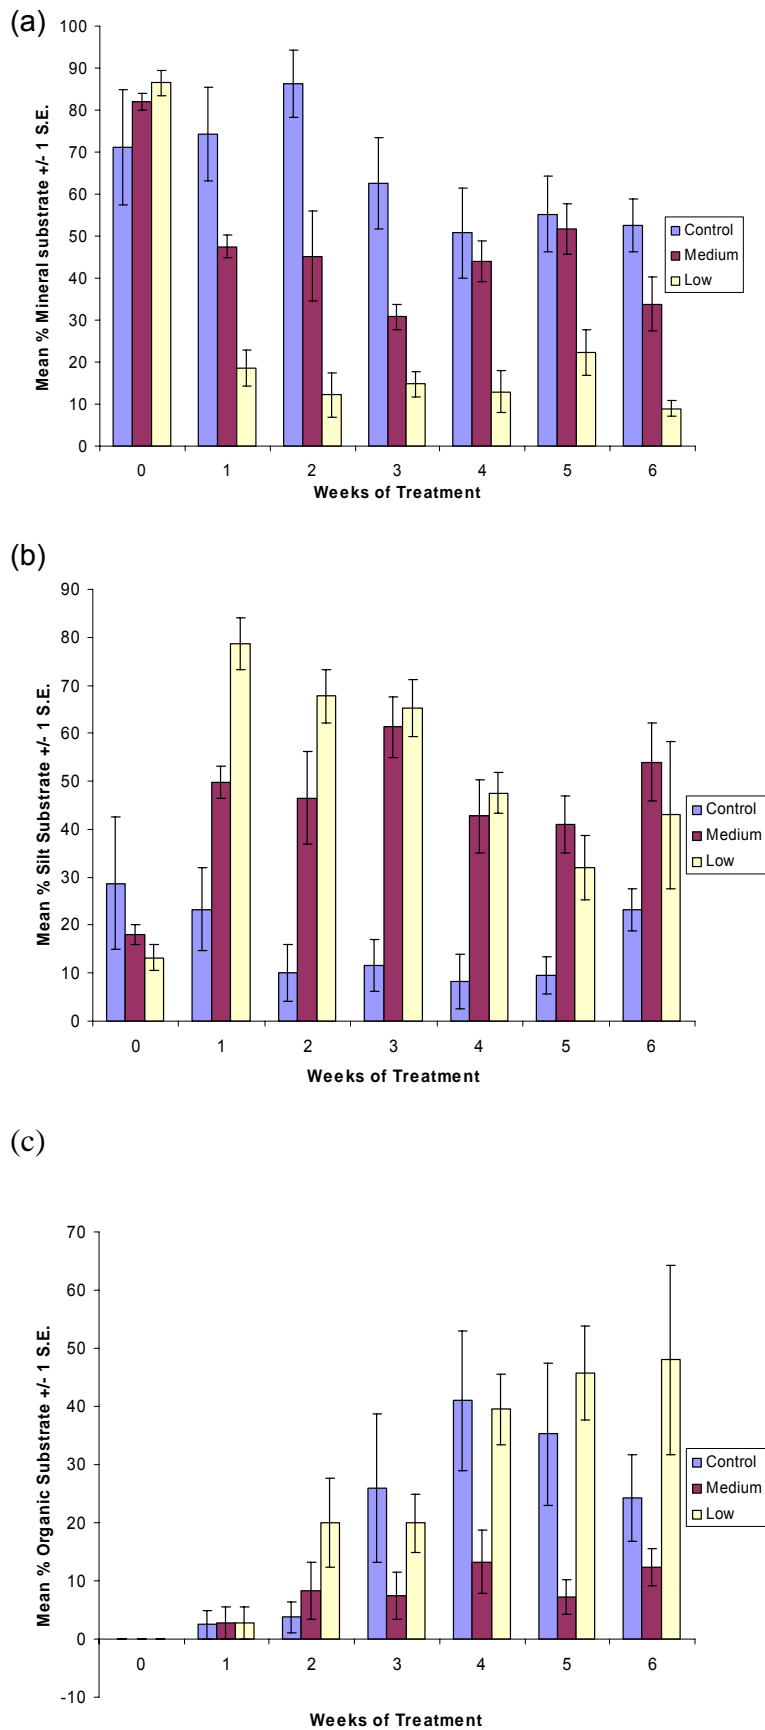 (a)
Mean % Mineral substrate +/- 1 S.E.
100
90
80
70
60
50
40
30
20
10
0
0 1 2 3 4 5 6
Weeks of Treatment
Control
Medium
Low
(b)
Mean % Silt Substrate +/- 1 S.E.
90
80
70
60
50
40
30
20
10
0
0 1 2 3 4 5 6
Weeks of Treatment
Control
Medium
Low
(c)
Mean % Organic Substrate +/- 1 S.E.
70
60
50
40
30
20
10
0
-10
0 1 2 3 4 5 6
Weeks of Treatment
Control
Medium
Low